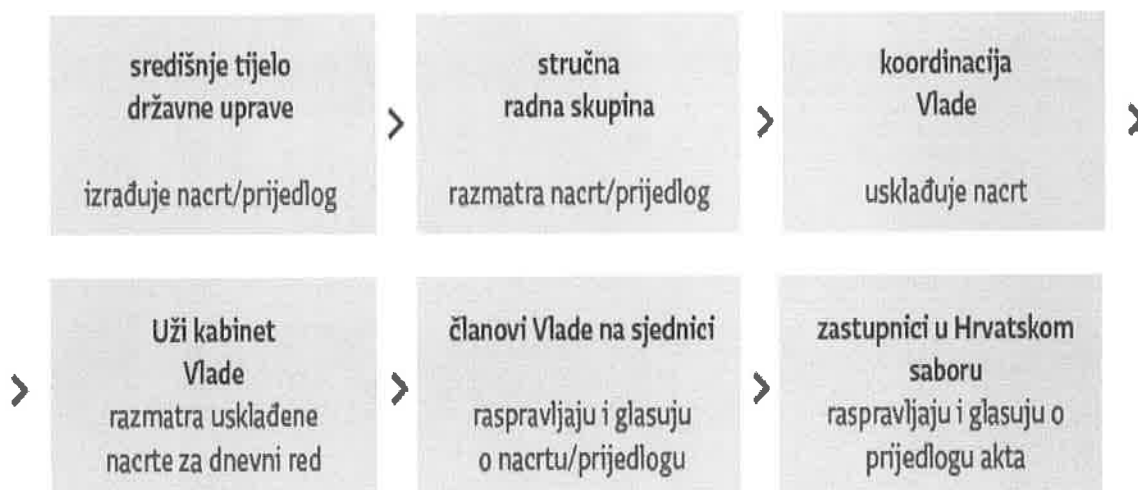 središnje tijelo
državne uprave
izrađuje nacrt/prijedlog
stručna
radna skupina
razmatra nacrt/prijedlog
koordinacija
Vlade
usklađuje nacrt
Uži kabinet
Vlade
razmatra usklađene
nacrte za dnevni red
članovi Vlade na sjednici
raspravljaju i glasuju
o nacrtu/prijedlogu
zastupnici u Hrvatskom
saboru
raspravljaju i glasuju o
prijedlogu akta